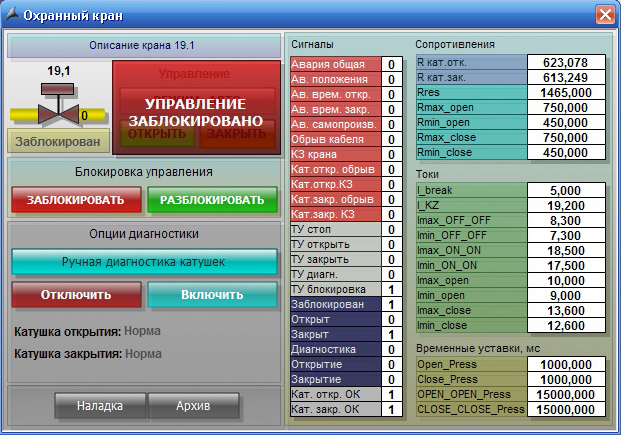 Охранный кран
Описание крана 19.1
19,1
0
Заблокирован
Управление
УПРАВЛЕНИЕ
ЗАБЛОКИРОВАНО
ОТКРЫТЬ ЗАКРЫТЬ
Блокировка управления
ЗАБЛОКИРОВАТЬ РАЗБЛОКИРОВАТЬ
Опции диагностики
Ручная диагностика катушек
Отключить Включить
Катушка открытия: Норма
Катушка закрытия: Норма
Наладка Архив
Сигналы
Авария общая 0
Ав. положения 0
Ав. врем. откр. 0
Ав. врем. закр. 0
Ав. самопроизв. 0
Обрыв кабеля 0
КЗ крана 0
Кат.откр. обрыв 0
Кат.откр.КЗ 0
Кат.закр. обрыв 0
Кат.закр. КЗ 0
ТУ стоп 0
ТУ открыть 0
ТУ закрыть 0
ТУ диагн. 0
ТУ блокировка 1
Заблокирован 1
Открыт 0
Закрыт 1
Диагностика 0
Открытие 0
Закрытие 0
Кат. откр. ОК 1
Кат. закр. ОК 1
Сопротивления
R кат.отк. 623,078
R кат.зак. 613,249
Rres 1465,000
Rmax_open 750,000
Rmin_open 450,000
Rmax_close 750,000
Rmin_close 450,000
Токи
I_break 5,000
I_KZ 19,200
Imax_OFF_OFF 8,300
Imin_OFF_OFF 7,300
Imax_ON_ON 18,500
Imin_ON_ON 17,500
Imax_open 10,000
Imin_open 9,000
Imax_close 13,600
Imin_close 12,600
Временные уставки, мс
Open_Press 1000,000
Close_Press 1000,000
OPEN_OPEN_Press 15000,000
CLOSE_CLOSE_Press 15000,000